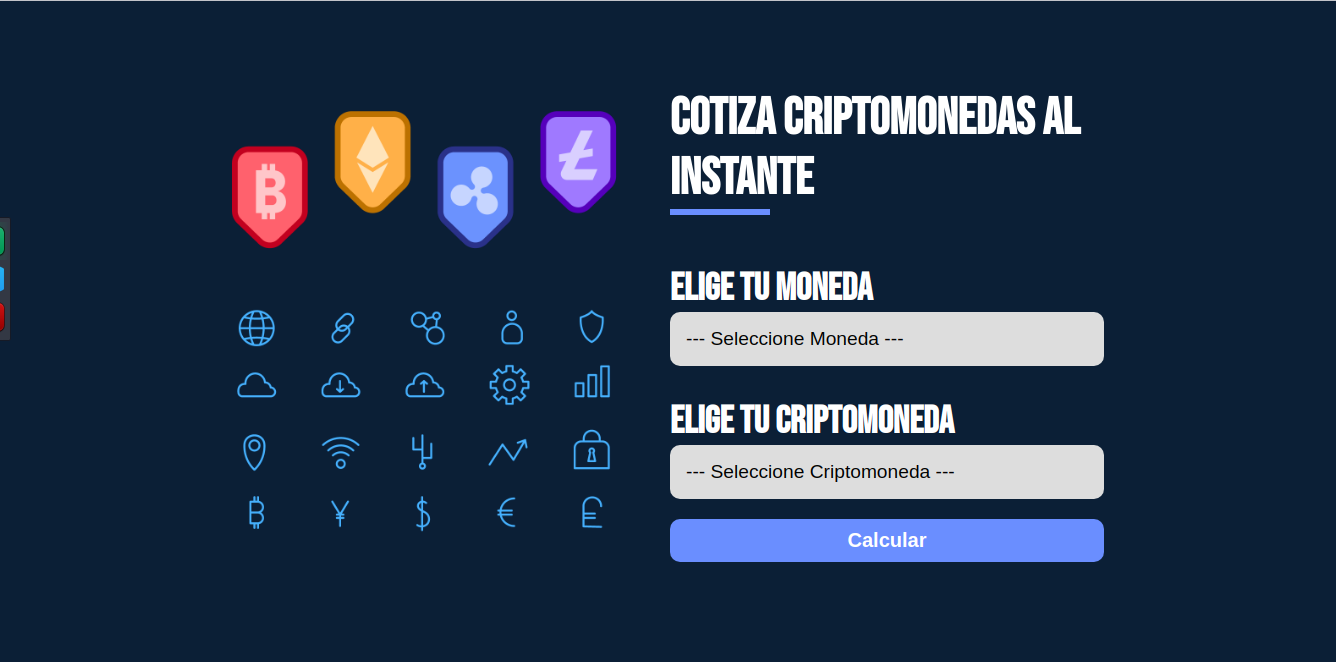 COTIZA CRIPTOMONEDAS AL
INSTANTE
ELIGE TU MONEDA
--- Seleccione Moneda ---
ELIGE TU CRIPTOMONEDA
--- Seleccione Criptomoneda ---
Calcular